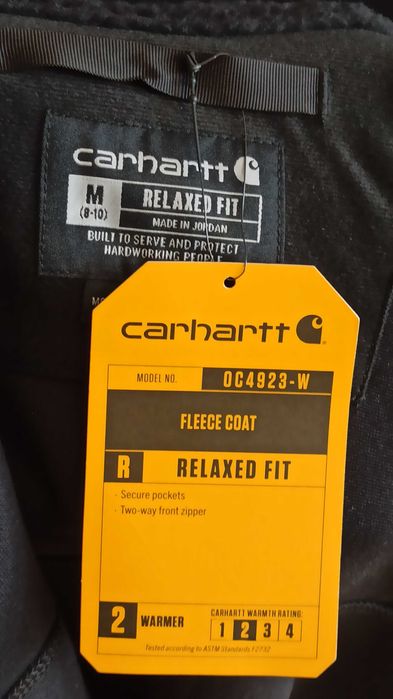 carhartt
M
(8-10)
RELAXED FIT
MADE IN JORDAN
BUILT TO SERVE AND PROTECT
HARDWORKING PEOPLE
carhartt
MODEL NO. OC4923-W
FLEECE COAT
R RELAXED FIT
· Secure pockets
· Two-way front zipper
2 WARMER
CARHARTT WARMTH RATING:
1 2 3 4
Tested according to ASTM Standards F2732